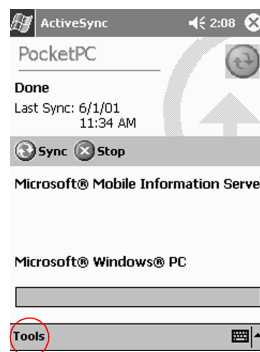 ActiveSync 2:08
PocketPC
Done
Last Sync: 6/1/01
11:34 AM
Sync Stop
Microsoft® Mobile Information Serve
Microsoft® Windows® PC
Tools